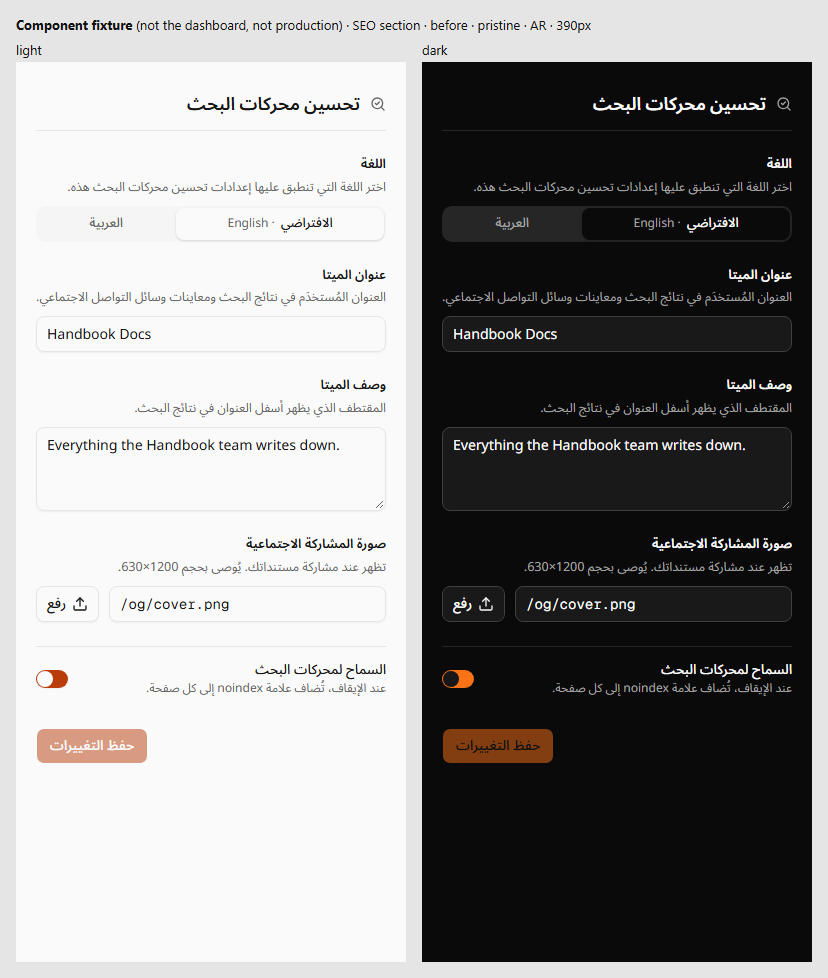 Component fixture (not the dashboard, not production) · SEO section · before · pristine · AR · 390px
light
تحسين محركات البحث
اللغة
اختر اللغة التي تنطبق عليها إعدادات تحسين محركات البحث هذه.
الافتراضي · English
العربية
عنوان الميتا
العنوان المُستخدَم في نتائج البحث ومعاينات وسائل التواصل الاجتماعي.
Handbook Docs
وصف الميتا
المقتطف الذي يظهر أسفل العنوان في نتائج البحث.
Everything the Handbook team writes down.
صورة المشاركة الاجتماعية
تظهر عند مشاركة مستنداتك. يُوصى بحجم 1200×630.
/og/cover.png
رفع
السماح لمحركات البحث
عند الإيقاف، تُضاف علامة noindex إلى كل صفحة.
حفظ التغييرات
dark
تحسين محركات البحث
اللغة
اختر اللغة التي تنطبق عليها إعدادات تحسين محركات البحث هذه.
الافتراضي · English
العربية
عنوان الميتا
العنوان المُستخدَم في نتائج البحث ومعاينات وسائل التواصل الاجتماعي.
Handbook Docs
وصف الميتا
المقتطف الذي يظهر أسفل العنوان في نتائج البحث.
Everything the Handbook team writes down.
صورة المشاركة الاجتماعية
تظهر عند مشاركة مستنداتك. يُوصى بحجم 1200×630.
/og/cover.png
رفع
السماح لمحركات البحث
عند الإيقاف، تُضاف علامة noindex إلى كل صفحة.
حفظ التغييرات